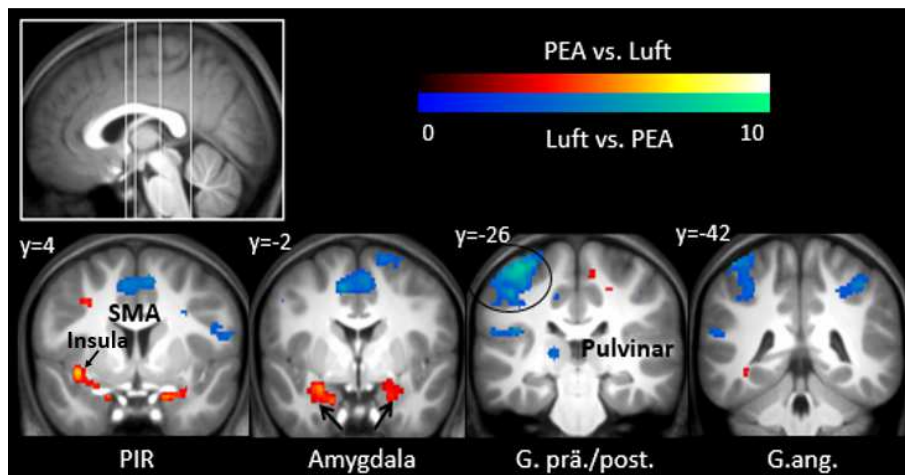 PEA vs. Luft
0 10
Luft vs. PEA
y=4
y=-2
y=-26
y=-42
SMA
Insula
Pulvinar
PIR
Amygdala
G. prä./post.
G.ang.